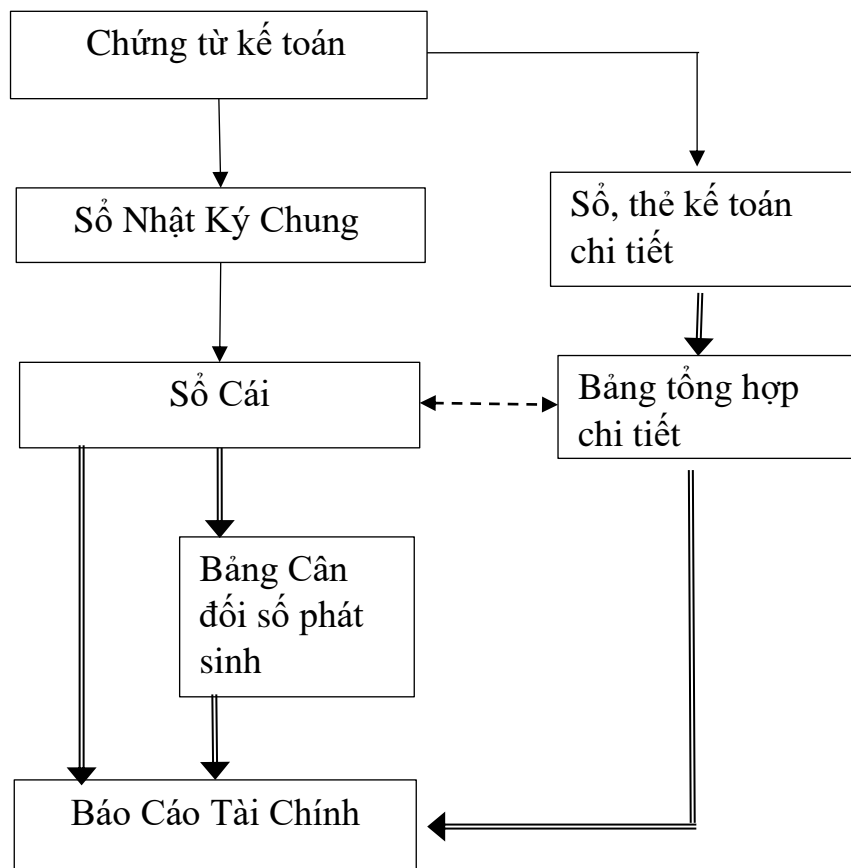 Chứng từ kế toán
Sổ Nhật Ký Chung
Sổ, thẻ kế toán
chi tiết
Sổ Cái
Bảng tổng hợp
chi tiết
Bảng Cân
đối số phát
sinh
Báo Cáo Tài Chính